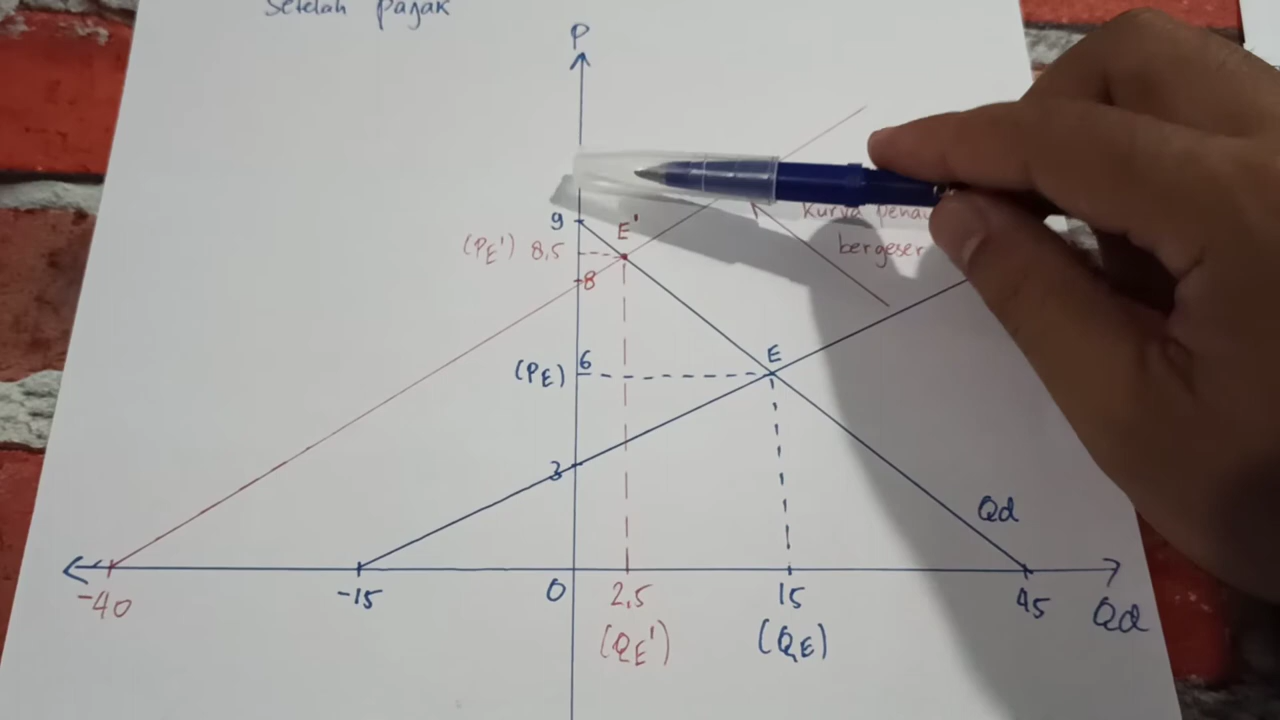 Setelah Pajak
P
9
E'
Kurva
bergeser
(PE') 8,5
8
E
(PE) 6
3
Qd
-40
-15
0
2,5
15
45
Qd
(QE')
(QE)